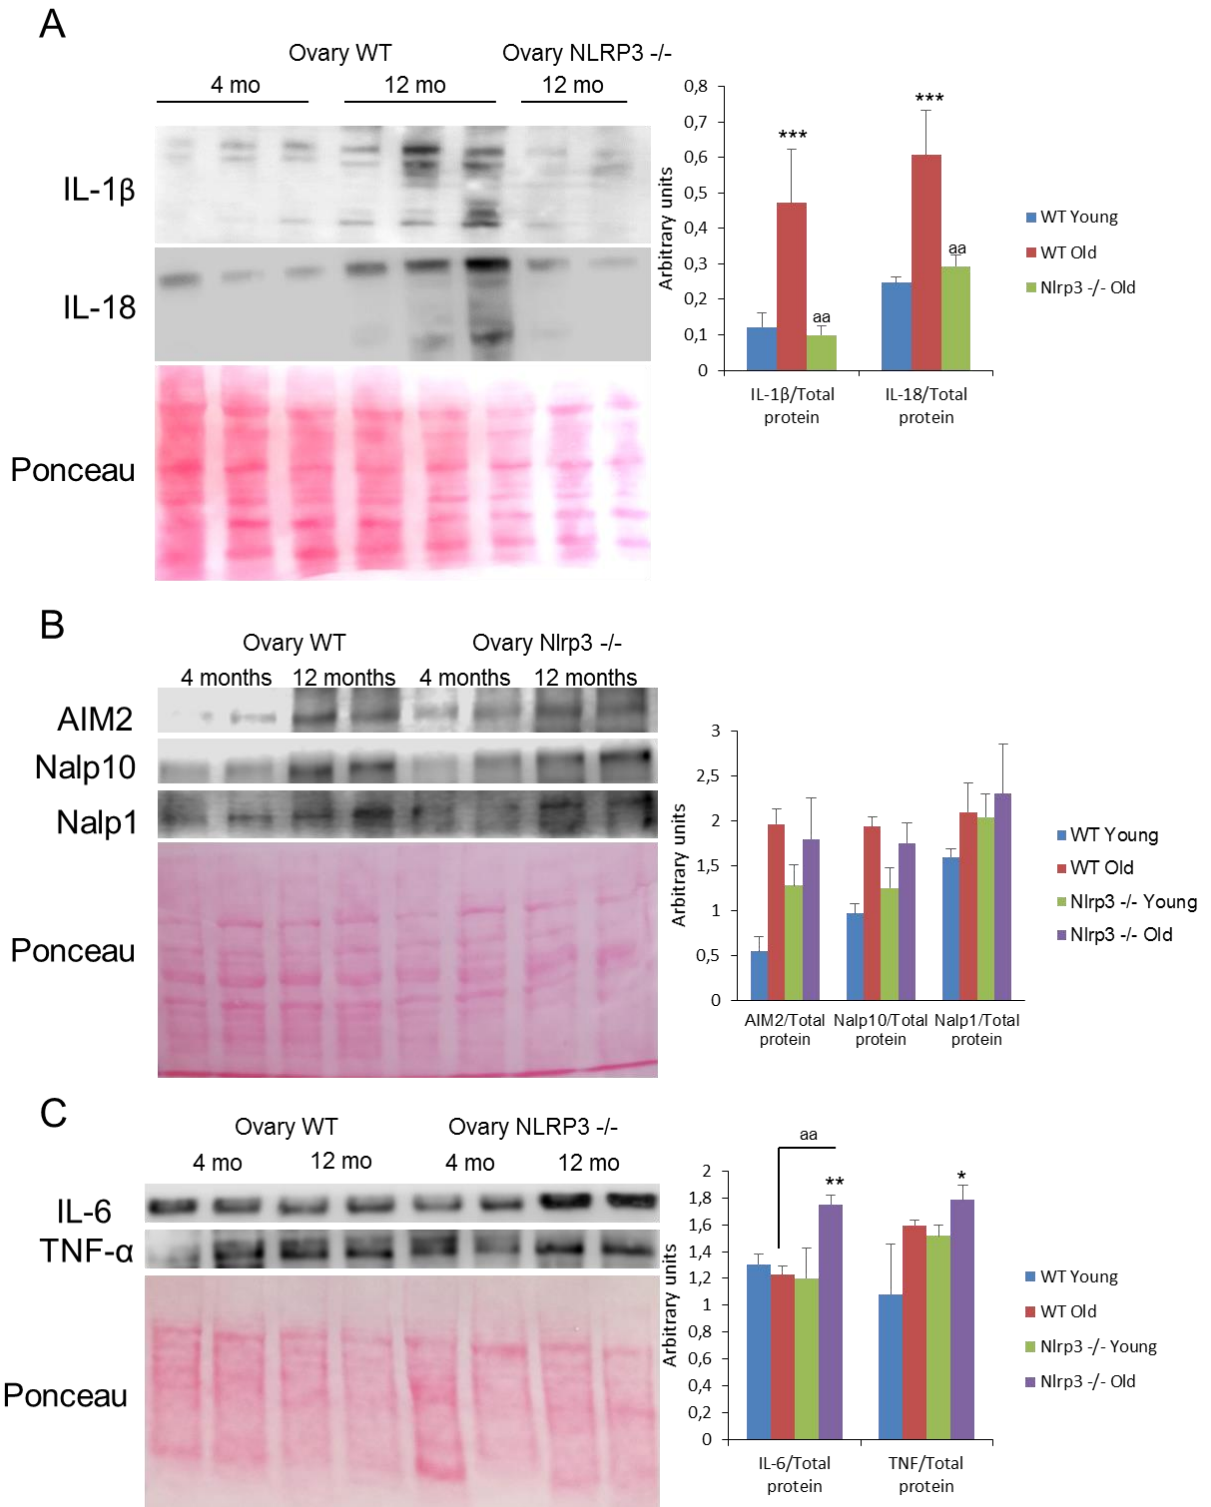 A
Ovary WT
Ovary NLRP3 -/-
4 mo
12 mo
12 mo
IL-1β
IL-18
Ponceau
Arbitrary units
0,8
0,7
0,6
0,5
0,4
0,3
0,2
0,1
0
***
aa
***
aa
IL-1β/Total
protein
IL-18/Total
protein
WT Young
WT Old
Nlrp3 -/- Old
B
Ovary WT
Ovary Nlrp3 -/-
4 months
12 months
4 months
12 months
AIM2
Nalp10
Nalp1
Ponceau
Arbitrary units
3
2,5
2
1,5
1
0,5
0
AIM2/Total
protein
Nalp10/Total
protein
Nalp1/Total
protein
WT Young
WT Old
Nlrp3 -/- Young
Nlrp3 -/- Old
C
Ovary WT
Ovary NLRP3 -/-
4 mo
12 mo
4 mo
12 mo
IL-6
TNF-α
Ponceau
Arbitrary units
2
1,8
1,6
1,4
1,2
1
0,8
0,6
0,4
0,2
0
aa
**
*
IL-6/Total
protein
TNF/Total
protein
WT Young
WT Old
Nlrp3 -/- Young
Nlrp3 -/- Old